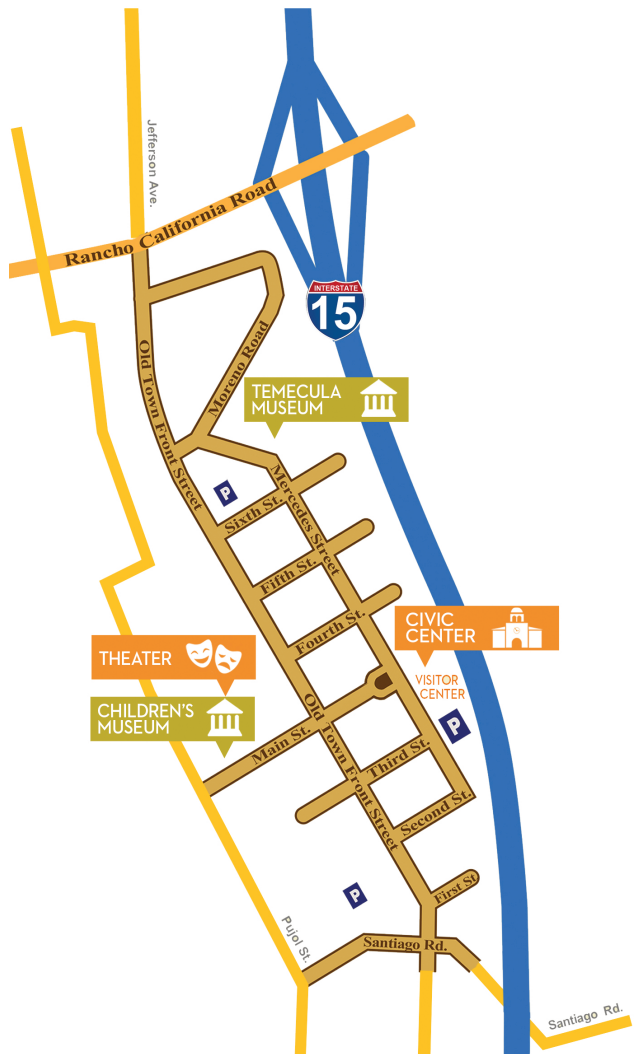 Jefferson Ave.
Rancho California Road
INTERSTATE
15
Old Town Front Street
Moreno Road
TEMECULA
MUSEUM
P
Mercedes Street
Sixth St.
Fifth St.
Fourth St.
CIVIC
CENTER
THEATER
VISITOR
CENTER
CHILDREN'S
MUSEUM
P
Main St.
Old Town Front Street
Third St.
Second St.
P
First St
Pujol St.
Santiago Rd.
Santiago Rd.